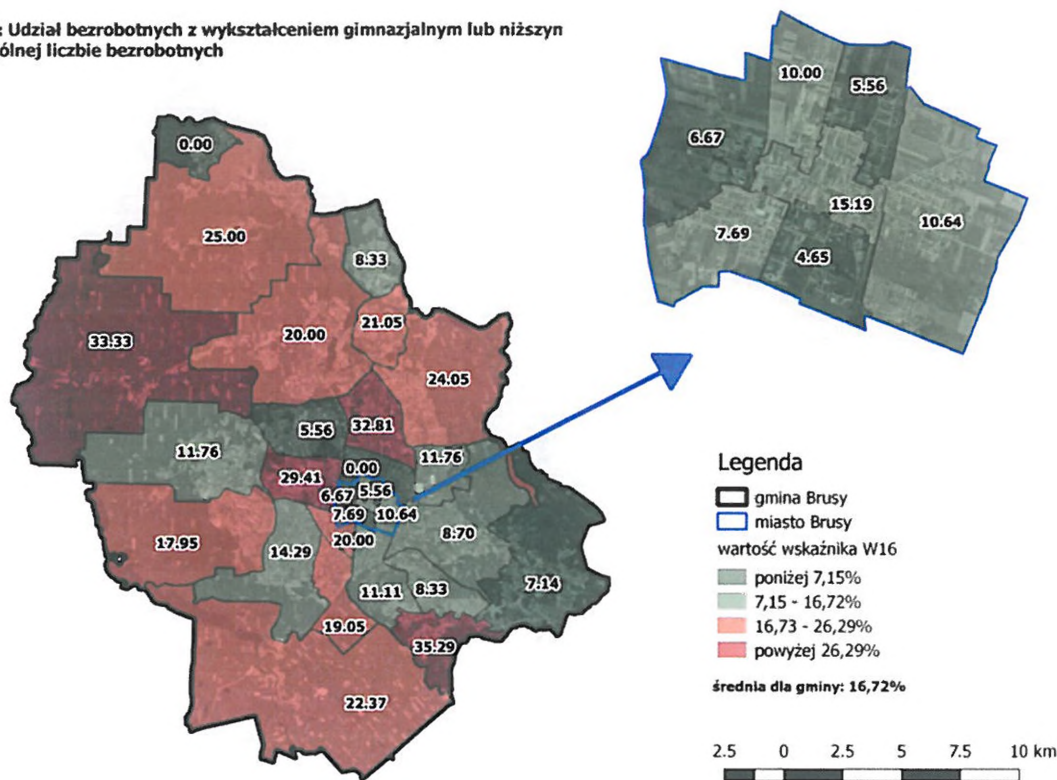 : Udział bezrobotnych z wykształceniem gimnazjalnym lub niższyn
ólnej liczbie bezrobotnych
10.00
5.56
6.67
15.19
10.64
7.69
4.65
0.00
25.00
8.33
21.05
20.00
33.33
24.05
32.81
5.56
11.76
11.76
0.00
29.41
6.67
5.56
7.69
10.64
8.70
20.00
17.95
14.29
7.14
11.11
8.33
19.05
35.29
22.37
Legenda
gmina Brusy
miasto Brusy
wartość wskaźnika W16
poniżej 7,15%
7,15 - 16,72%
16,73 - 26,29%
powyżej 26,29%
średnia dla gminy: 16,72%
2.5 0 2.5 5 7.5 10 km